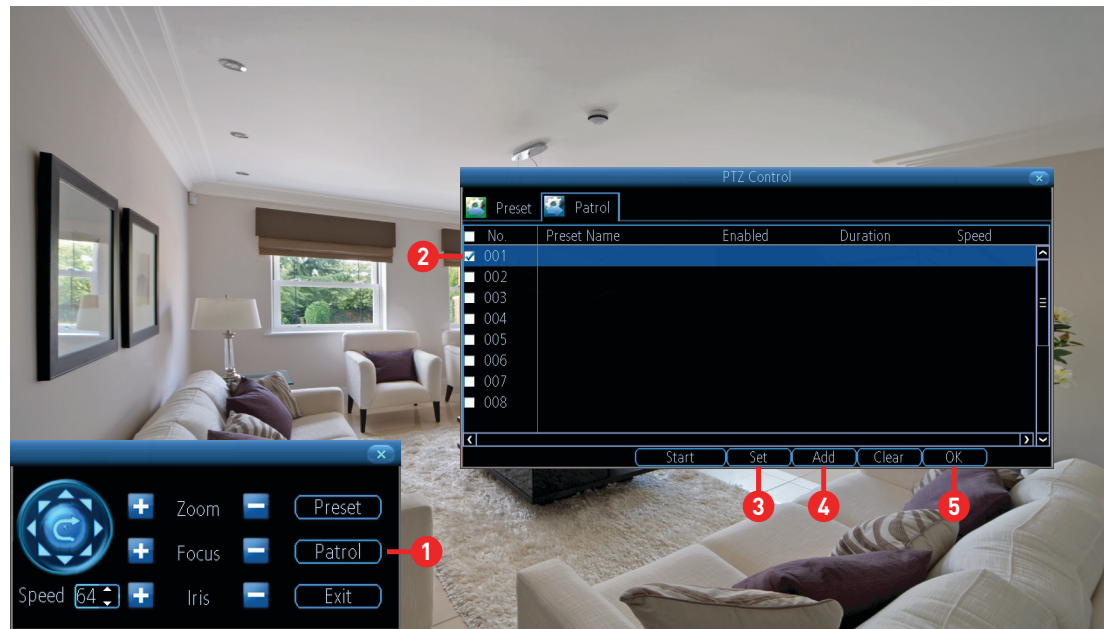 PTZ Control
Preset Patrol
No. Preset Name Enabled Duration Speed
2 001
002
003
004
005
006
007
008
Start Set Add Clear OK
3 4 5
Zoom Preset
Focus Patrol 1
Speed 64 Iris Exit